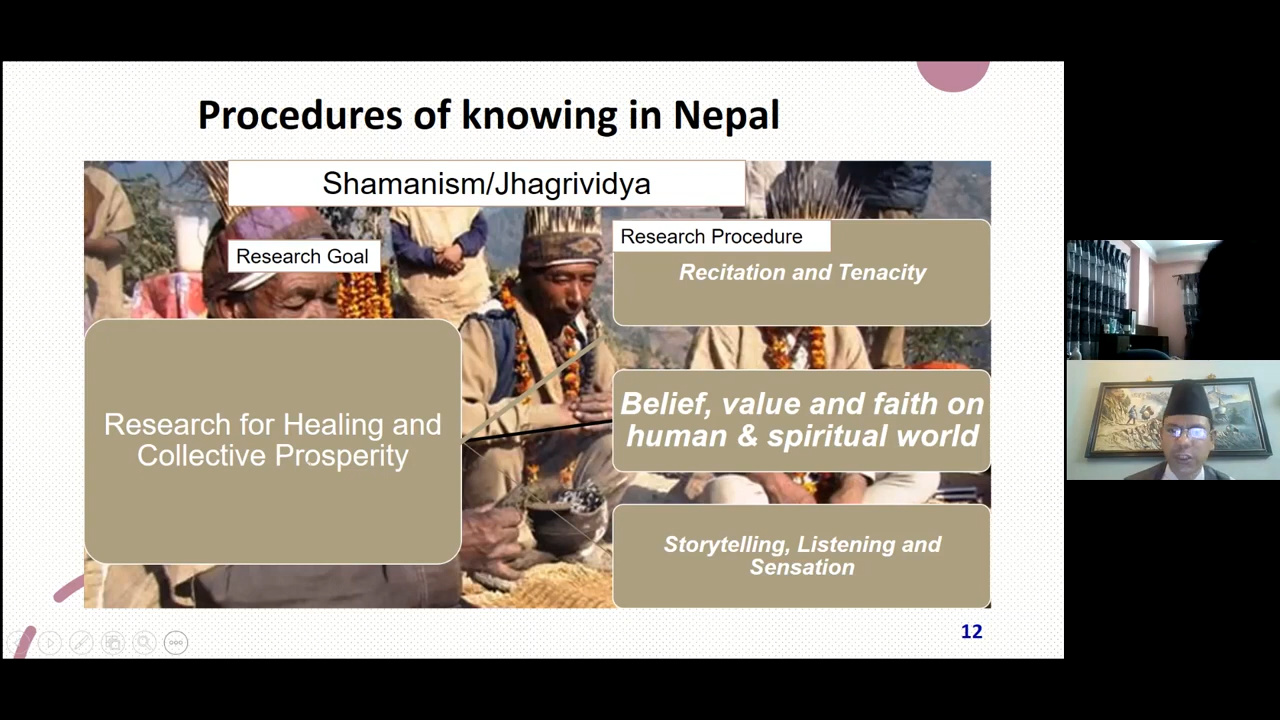 Procedures of knowing in Nepal
Shamanism/Jhagrividya
Research Goal
Research for Healing and
Collective Prosperity
Research Procedure
Recitation and Tenacity
Belief, value and faith on
human & spiritual world
Storytelling, Listening and
Sensation
12